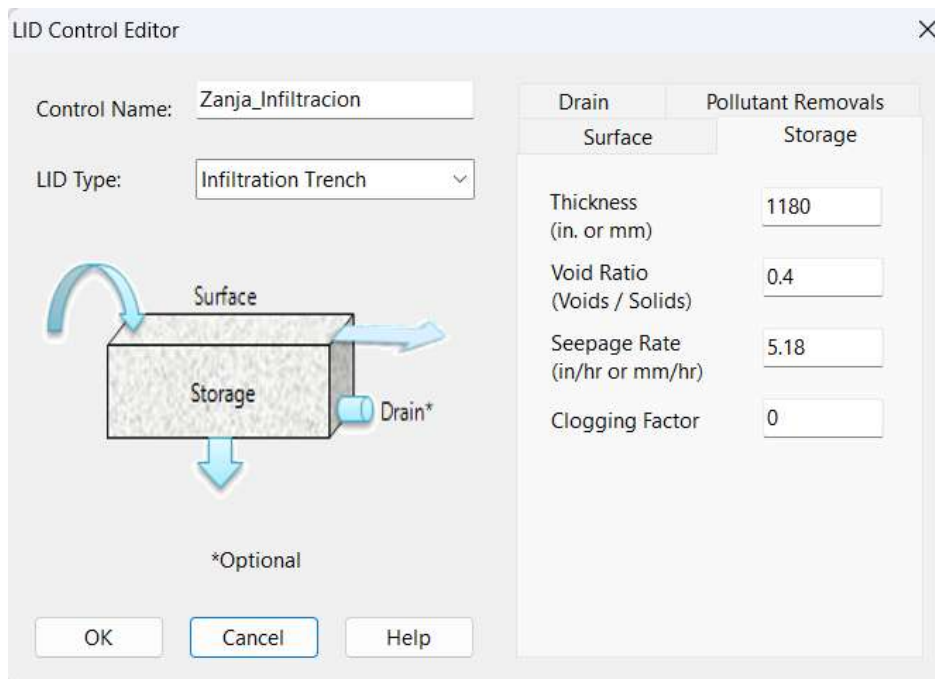 LID Control Editor
Control Name: Zanja_Infiltracion
LID Type: Infiltration Trench
Surface
Storage
Drain*
*Optional
OK Cancel Help
Drain Pollutant Removals
Surface Storage
Thickness 1180
(in. or mm)
Void Ratio 0.4
(Voids / Solids)
Seepage Rate 5.18
(in/hr or mm/hr)
Clogging Factor 0